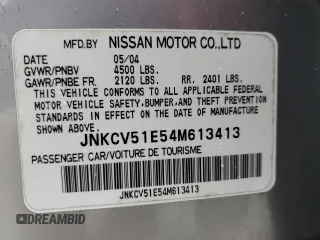 MFD.BY NISSAN MOTOR CO.,LTD
DATE 05/04
GVWR/PNBV 4500 LBS.
GAWR/PNBE FR. 2120 LBS. RR. 2401 LBS.
THIS VEHICLE CONFORMS TO ALL APPLICABLE FEDERAL
MOTOR VEHICLE SAFETY,BUMPER,AND THEFT PREVENTION
STANDARDS IN EFFECT ON THE DATE OF MANUFACTURE
SHOWN ABOVE.
JNKCV51E54M613413
PASSENGER CAR/VOITURE DE TOURISME
JNKCV51E54M613413
DREAMBID